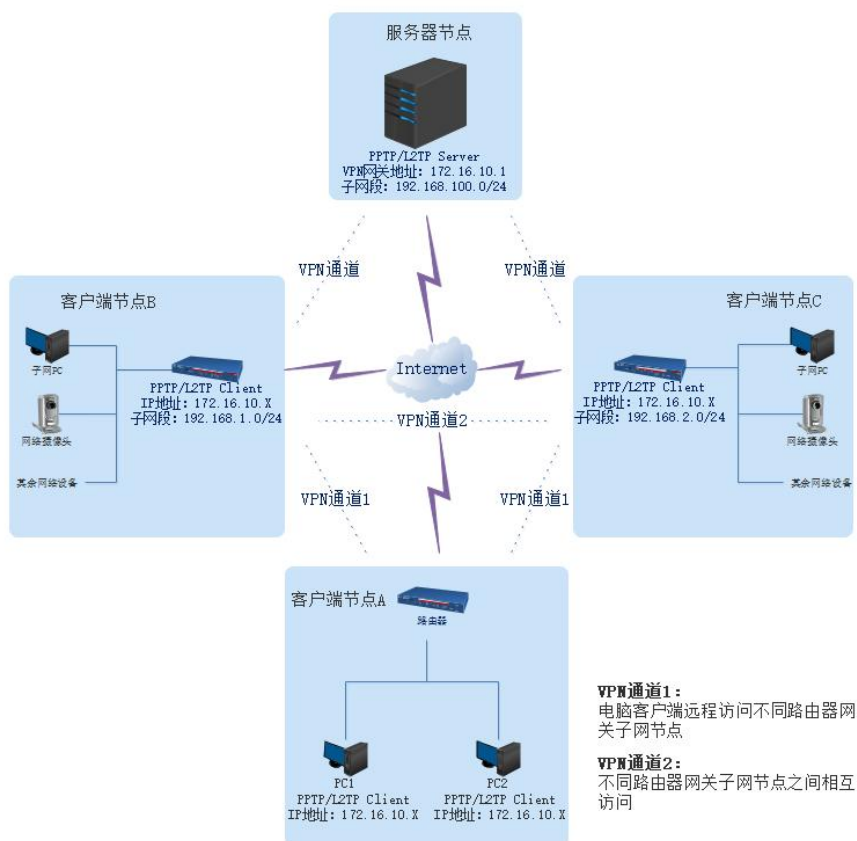 服务器节点
PPTP/L2TP Server
VPN网关地址：172.16.10.1
子网段：192.168.100.0/24
VPN通道
VPN通道
客户端节点B
子网PC
网络摄像头
其余网络设备
PPTP/L2TP Client
IP地址：172.16.10.X
子网段：192.168.1.0/24
Internet
VPN通道2
客户端节点C
PPTP/L2TP Client
IP地址：172.16.10.X
子网段：192.168.2.0/24
子网PC
网络摄像头
其余网络设备
VPN通道1
VPN通道1
客户端节点A
路由器
PC1
PPTP/L2TP Client
IP地址：172.16.10.X
PC2
PPTP/L2TP Client
IP地址：172.16.10.X
VPN通道1：
电脑客户端远程访问不同路由器网
关子网节点
VPN通道2：
不同路由器网关子网节点之间相互
访问